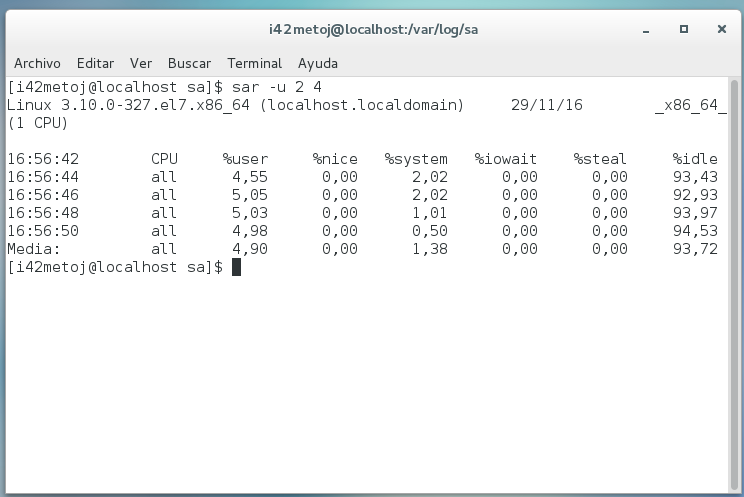 i42metoj@localhost:/var/log/sa
Archivo Editar Ver Buscar Terminal Ayuda
[i42metoj@localhost sa]$ sar -u 2 4
Linux 3.10.0-327.el7.x86_64 (localhost.localdomain) 29/11/16 _x86_64_
(1 CPU)
16:56:42 CPU %user %nice %system %iowait %steal %idle
16:56:44 all 4,55 0,00 2,02 0,00 0,00 93,43
16:56:46 all 5,05 0,00 2,02 0,00 0,00 92,93
16:56:48 all 5,03 0,00 1,01 0,00 0,00 93,97
16:56:50 all 4,98 0,00 0,50 0,00 0,00 94,53
Media: all 4,90 0,00 1,38 0,00 0,00 93,72
[i42metoj@localhost sa]$